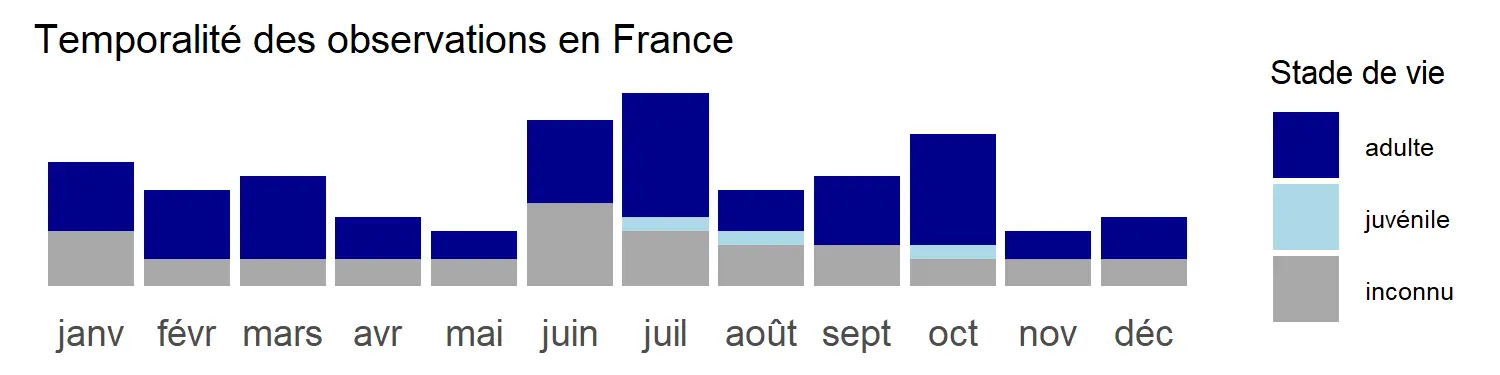 Temporalité des observations en France
Stade de vie
adulte
juvénile
inconnu
janv févr mars avr mai juin juil août sept oct nov déc